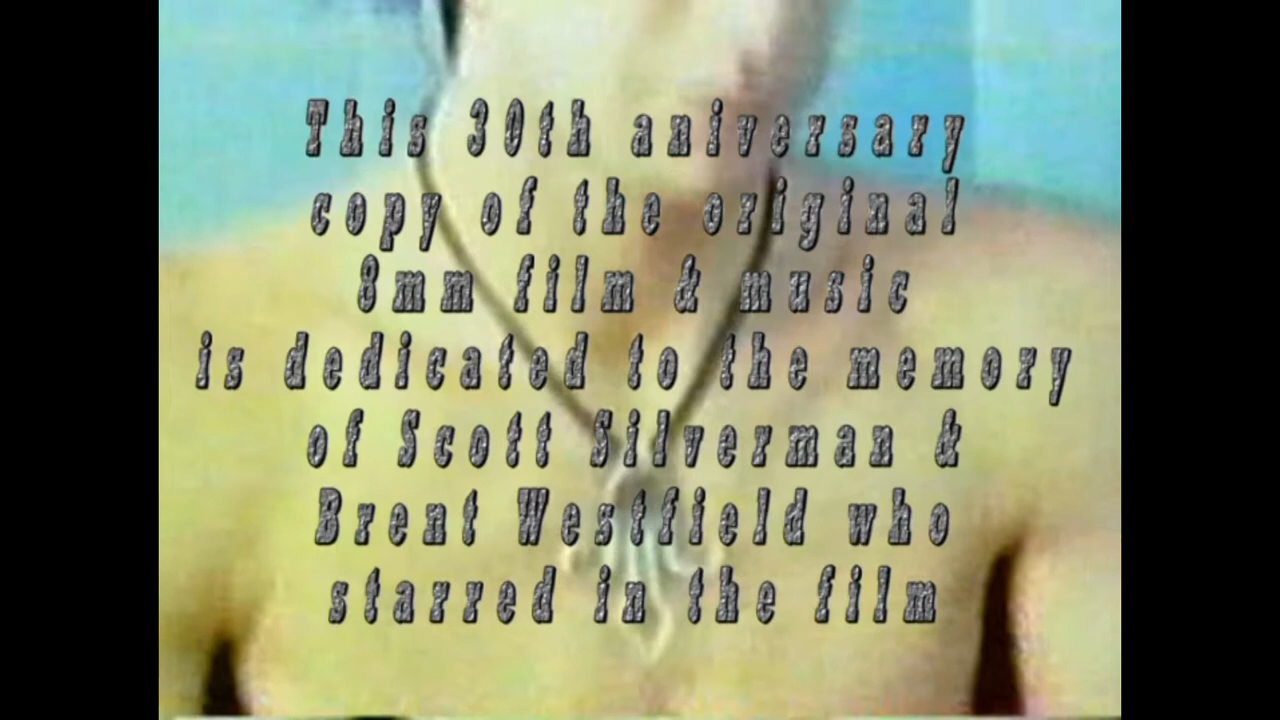 This 30th aniversary
copy of the original
8mm film & music
is dedicated to the memory
of Scott Silverman &
Brent Westfield who
starred in the film